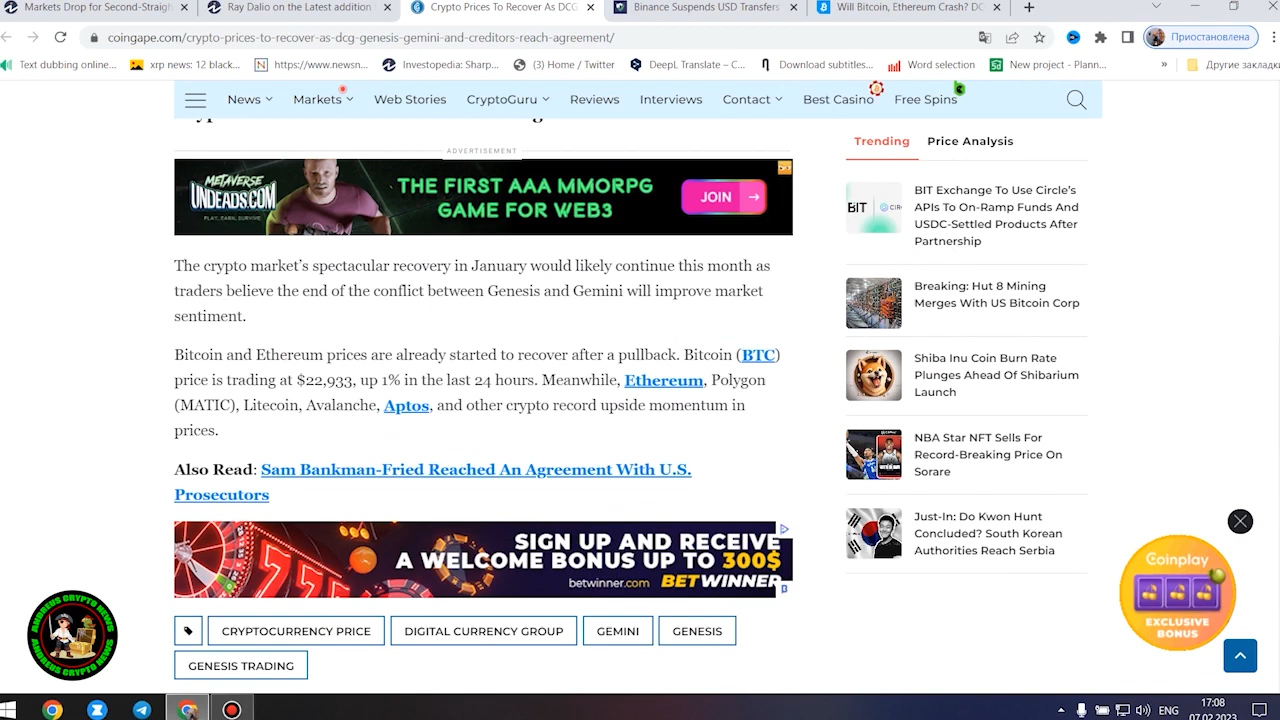 Markets Drop for Second-Straigh
Ray Dalio on the Latest addition
Crypto Prices To Recover As DCG
Binance Suspends USD Transfers
Will Bitcoin, Ethereum Crash? DC
coingape.com/crypto-prices-to-recover-as-dcg-genesis-gemini-and-creditors-reach-agreement/
Приостановлена
Text dubbing online...
xrp news: 12 black...
https://www.newsn...
Investopedia: Sharp...
(3) Home / Twitter
DeepL Translate – C...
Download subtitles...
Word selection
New project - Plann...
»
Другие закладки
News
Markets
Web Stories
CryptoGuru
Reviews
Interviews
Contact
Best Casino
Free Spins
ADVERTISEMENT
METAVERSE
UNDEADS.COM
PLAY, EARN, SURVIVE
THE FIRST AAA MMORPG
GAME FOR WEB3
JOIN
The crypto market's spectacular recovery in January would likely continue this month as
traders believe the end of the conflict between Genesis and Gemini will improve market
sentiment.
Bitcoin and Ethereum prices are already started to recover after a pullback. Bitcoin (BTC)
price is trading at $22,933, up 1% in the last 24 hours. Meanwhile, Ethereum, Polygon
(MATIC), Litecoin, Avalanche, Aptos, and other crypto record upside momentum in
prices.
Also Read: Sam Bankman-Fried Reached An Agreement With U.S.
Prosecutors
SIGN UP AND RECEIVE
A WELCOME BONUS UP TO 300$
betwinner.com BETWINNER
CRYPTOCURRENCY PRICE
DIGITAL CURRENCY GROUP
GEMINI
GENESIS
GENESIS TRADING
Trending
Price Analysis
BIT Exchange To Use Circle's
APIs To On-Ramp Funds And
USDC-Settled Products After
Partnership
Breaking: Hut 8 Mining
Merges With US Bitcoin Corp
Shiba Inu Coin Burn Rate
Plunges Ahead Of Shibarium
Launch
NBA Star NFT Sells For
Record-Breaking Price On
Sorare
Just-In: Do Kwon Hunt
Concluded? South Korean
Authorities Reach Serbia
Coinplay
EXCLUSIVE
BONUS
ANDREUS CRYPTO NEWS
ANDREUS CRYPTO NEWS
ENG
17:08
07.02.2023